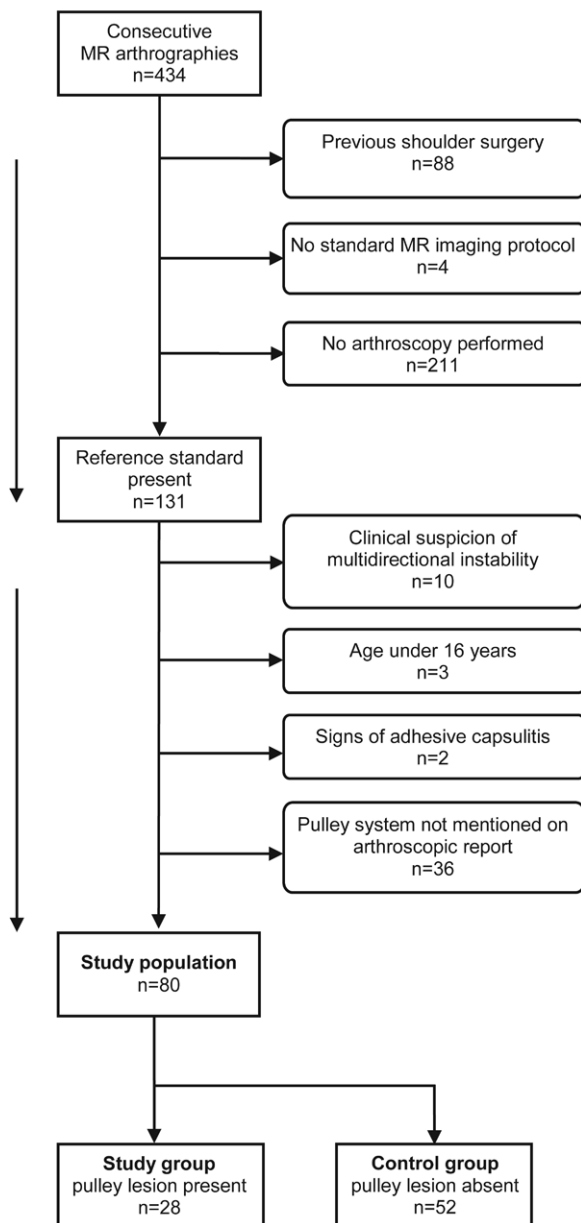 Consecutive
MR arthrographies
n=434
Previous shoulder surgery
n=88
No standard MR imaging protocol
n=4
No arthroscopy performed
n=211
Reference standard
present
n=131
Clinical suspicion of
multidirectional instability
n=10
Age under 16 years
n=3
Signs of adhesive capsulitis
n=2
Pulley system not mentioned on
arthroscopic report
n=36
Study population
n=80
Study group
pulley lesion present
n=28
Control group
pulley lesion absent
n=52